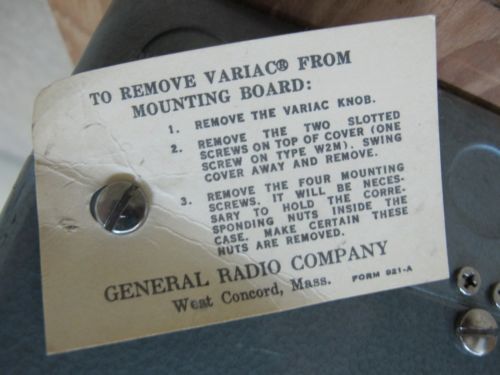 TO REMOVE VARIAC® FROM
MOUNTING BOARD:
1. REMOVE THE VARIAC KNOB.
2. REMOVE THE TWO SLOTTED
SCREWS ON TOP OF COVER (ONE
SCREW ON TYPE W2M). SWING
COVER AWAY AND REMOVE.
3. REMOVE THE FOUR MOUNTING
SCREWS. IT WILL BE NECES-
SARY TO HOLD THE CORRE-
SPONDING NUTS INSIDE THE
CASE. MAKE CERTAIN THESE
NUTS ARE REMOVED.
GENERAL RADIO COMPANY
West Concord, Mass. FORM 921-A